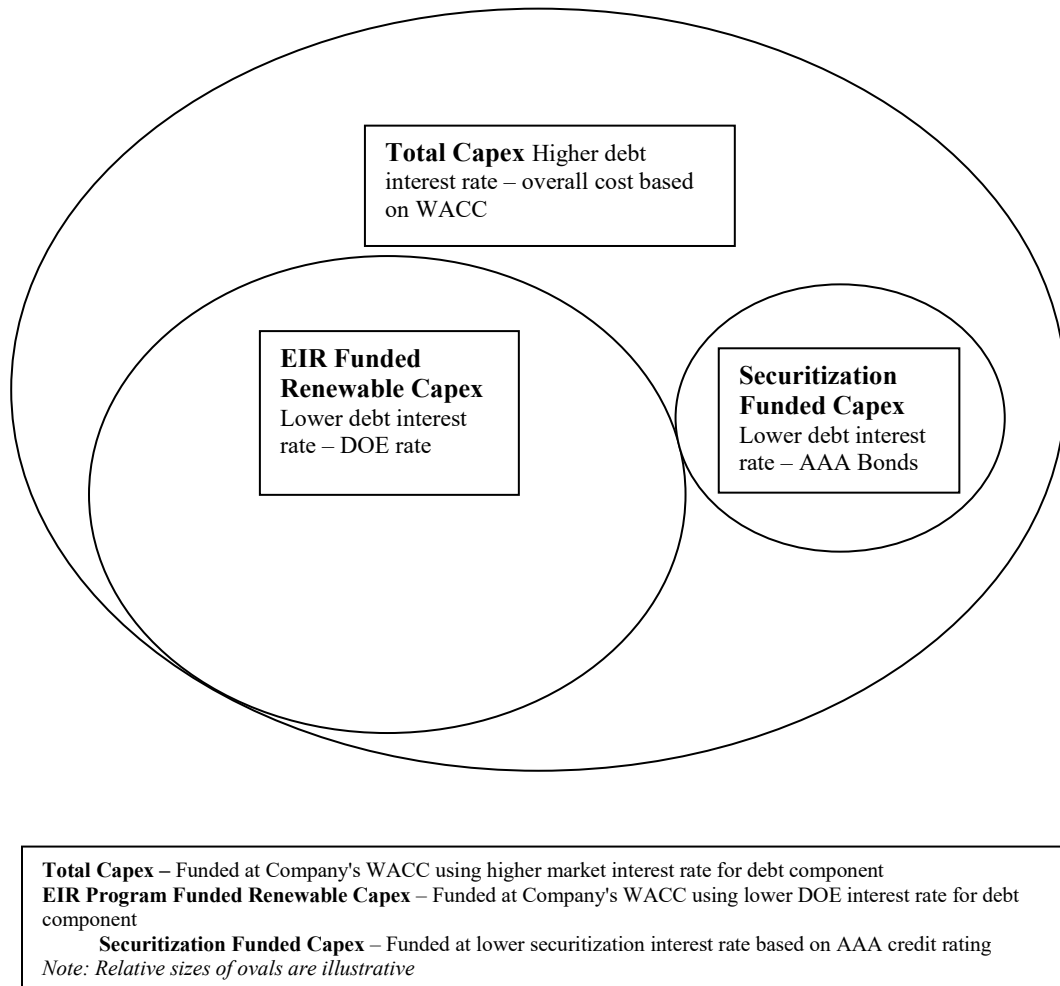 Total Capex Higher debt
interest rate – overall cost based
on WACC
EIR Funded
Renewable Capex
Lower debt interest
rate – DOE rate
Securitization
Funded Capex
Lower debt interest
rate – AAA Bonds
Total Capex – Funded at Company's WACC using higher market interest rate for debt component
EIR Program Funded Renewable Capex – Funded at Company's WACC using lower DOE interest rate for debt
component
Securitization Funded Capex – Funded at lower securitization interest rate based on AAA credit rating
Note: Relative sizes of ovals are illustrative